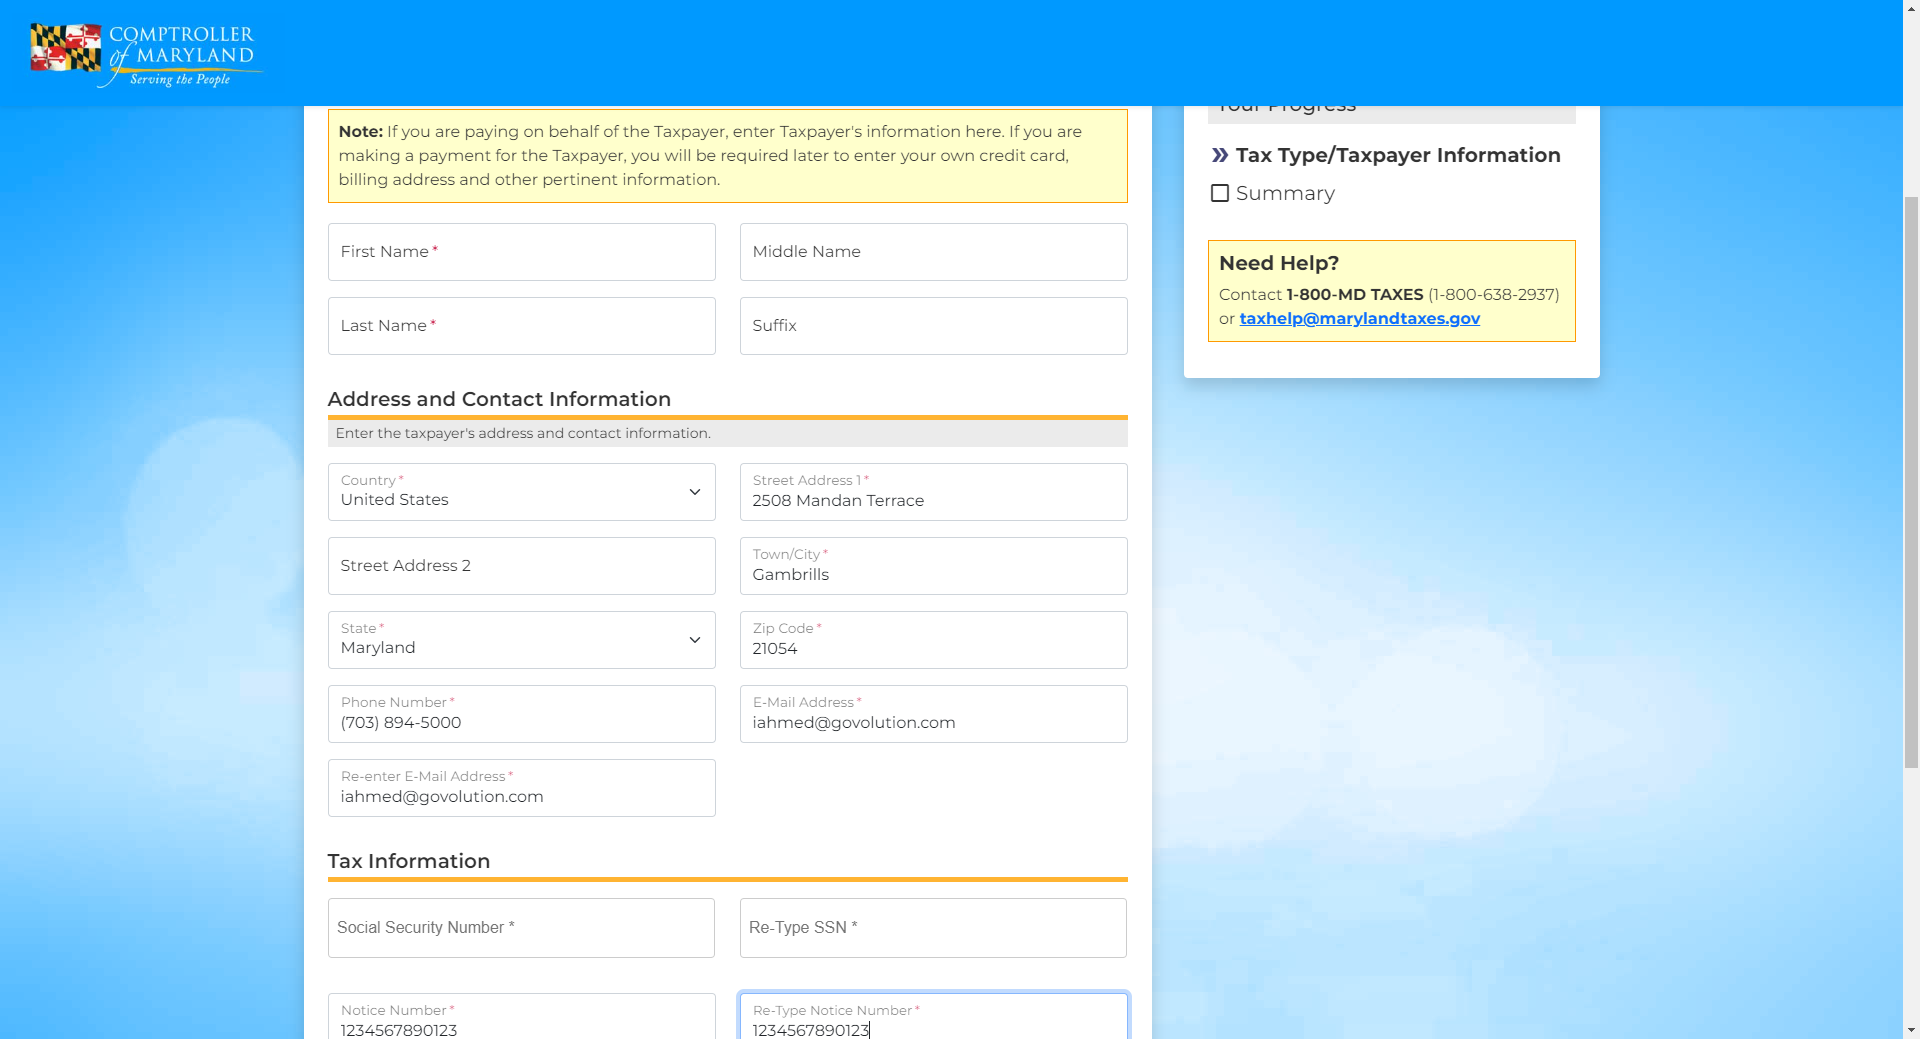 COMPTROLLER
of MARYLAND
Serving the People
Note: If you are paying on behalf of the Taxpayer, enter Taxpayer's information here. If you are
making a payment for the Taxpayer, you will be required later to enter your own credit card,
billing address and other pertinent information.
First Name *
Middle Name
Last Name *
Suffix
Address and Contact Information
Enter the taxpayer's address and contact information.
Country *
United States
Street Address 1 *
2508 Mandan Terrace
Street Address 2
Town/City *
Gambrills
State *
Maryland
Zip Code *
21054
Phone Number *
(703) 894-5000
E-Mail Address *
iahmed@govolution.com
Re-enter E-Mail Address *
iahmed@govolution.com
Tax Information
Social Security Number *
Re-Type SSN *
Notice Number *
1234567890123
Re-Type Notice Number *
1234567890123
Your Progress
Tax Type/Taxpayer Information
Summary
Need Help?
Contact 1-800-MD TAXES (1-800-638-2937)
or taxhelp@marylandtaxes.gov